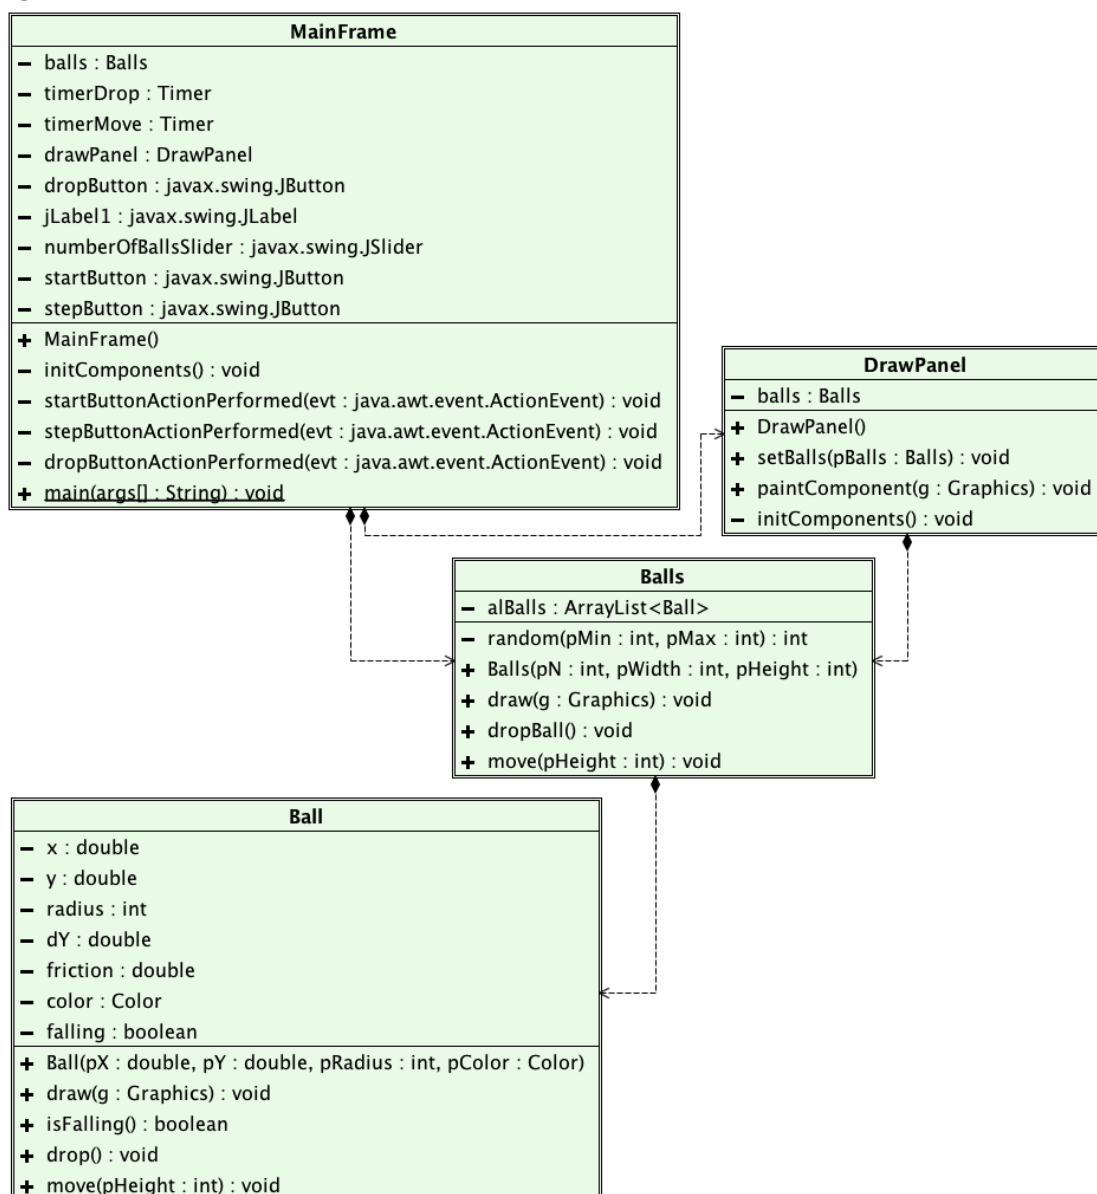 MainFrame
− balls : Balls
− timerDrop : Timer
− timerMove : Timer
− drawPanel : DrawPanel
− dropButton : javax.swing.JButton
− jLabel1 : javax.swing.JLabel
− numberOfBallsSlider : javax.swing.JSlider
− startButton : javax.swing.JButton
− stepButton : javax.swing.JButton
+ MainFrame()
− initComponents() : void
− startButtonActionPerformed(evt : java.awt.event.ActionEvent) : void
− stepButtonActionPerformed(evt : java.awt.event.ActionEvent) : void
− dropButtonActionPerformed(evt : java.awt.event.ActionEvent) : void
+ main(args[] : String) : void
DrawPanel
− balls : Balls
+ DrawPanel()
+ setBalls(pBalls : Balls) : void
+ paintComponent(g : Graphics) : void
− initComponents() : void
Balls
− alBalls : ArrayList<Ball>
− random(pMin : int, pMax : int) : int
+ Balls(pN : int, pWidth : int, pHeight : int)
+ draw(g : Graphics) : void
+ dropBall() : void
+ move(pHeight : int) : void
Ball
− x : double
− y : double
− radius : int
− dY : double
− friction : double
− color : Color
− falling : boolean
+ Ball(pX : double, pY : double, pRadius : int, pColor : Color)
+ draw(g : Graphics) : void
+ isFalling() : boolean
+ drop() : void
+ move(pHeight : int) : void